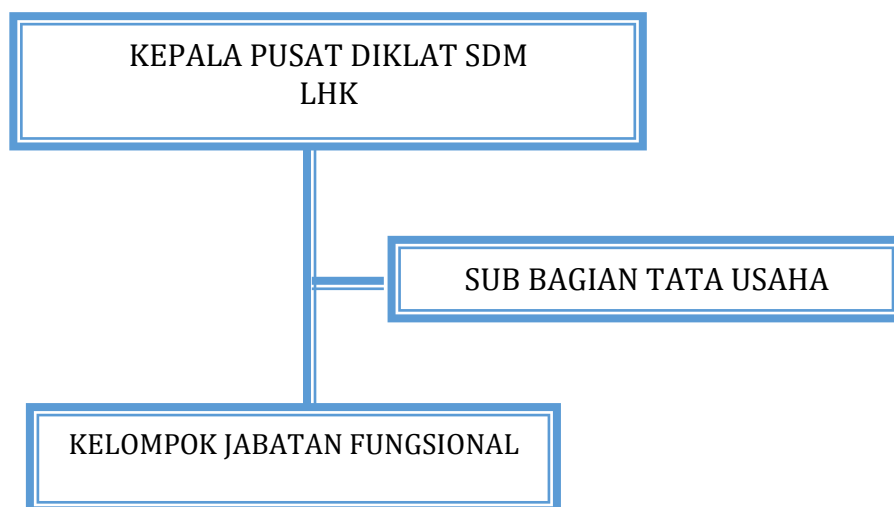 KEPALA PUSAT DIKLAT SDM
LHK
SUB BAGIAN TATA USAHA
KELOMPOK JABATAN FUNGSIONAL